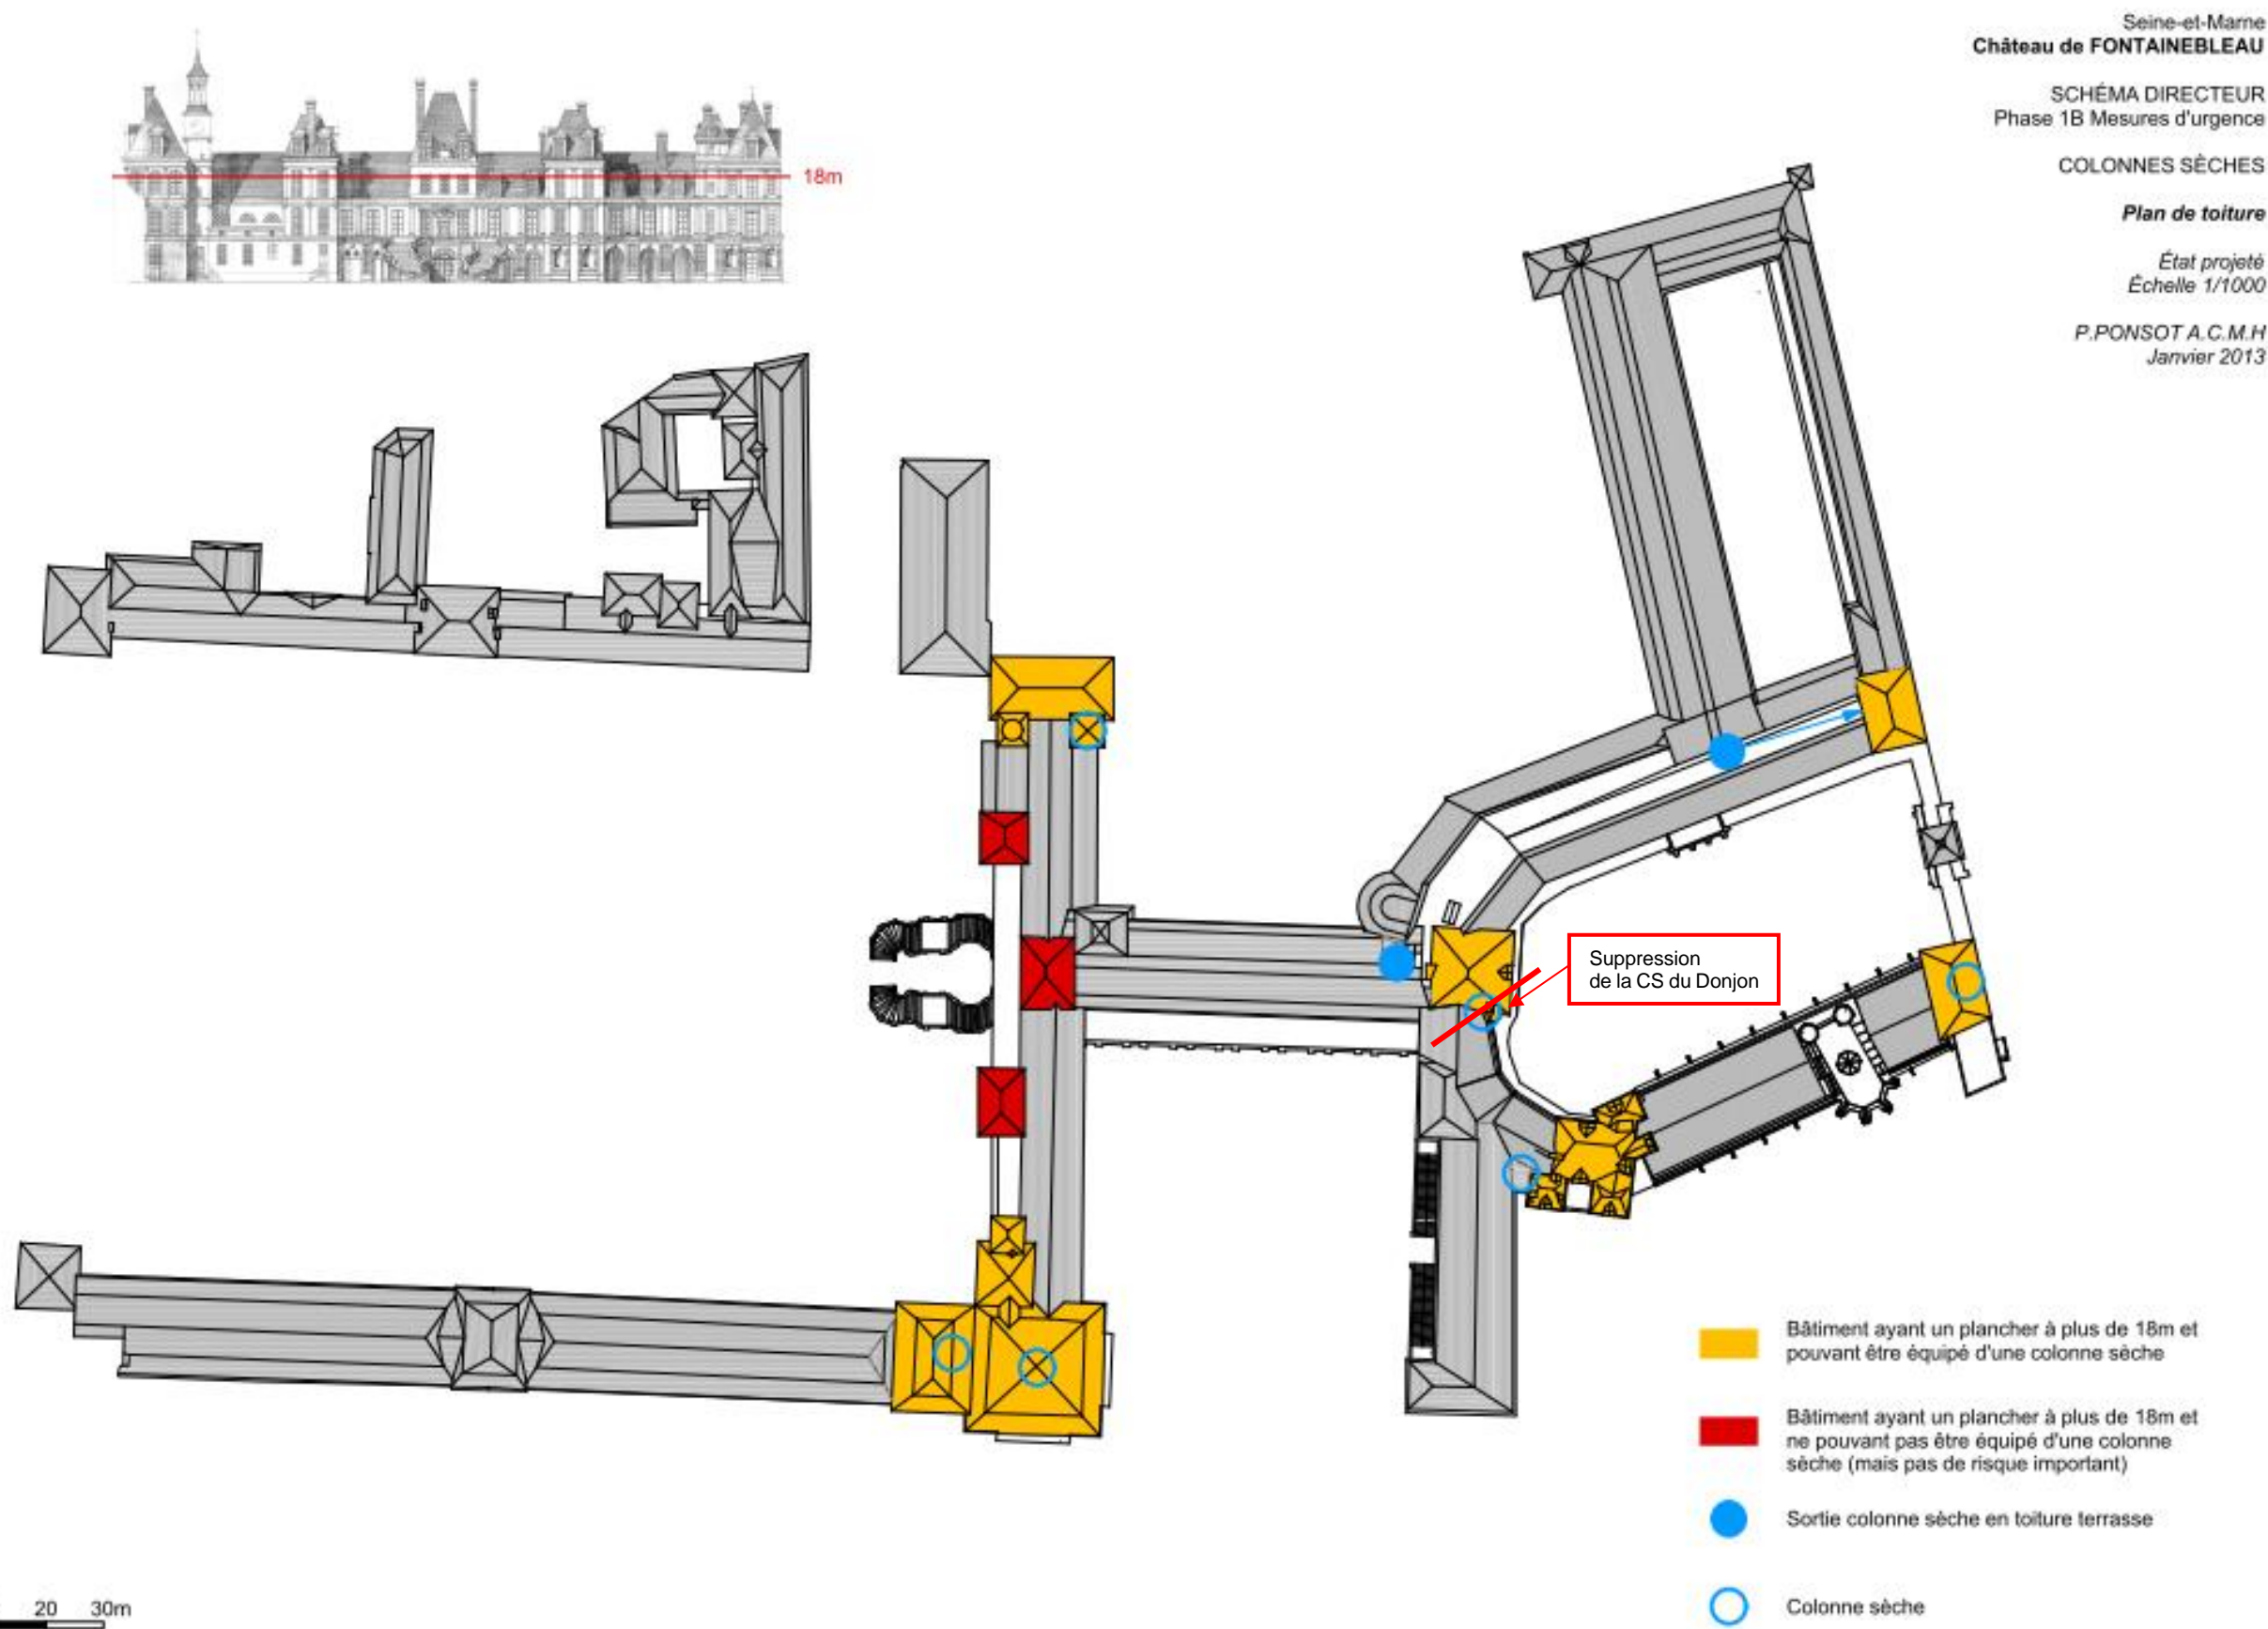 Seine-et-Marne
Château de FONTAINEBLEAU
SCHÉMA DIRECTEUR
Phase 1B Mesures d'urgence
COLONNES SÈCHES
Plan de toiture
État projeté
Échelle 1/1000
P.PONSOT A.C.M.H
Janvier 2013
18m
Suppression
de la CS du Donjon
Bâtiment ayant un plancher à plus de 18m et
pouvant être équipé d'une colonne sèche
Bâtiment ayant un plancher à plus de 18m et
ne pouvant pas être équipé d'une colonne
sèche (mais pas de risque important)
Sortie colonne sèche en toiture terrasse
Colonne sèche
20 30m